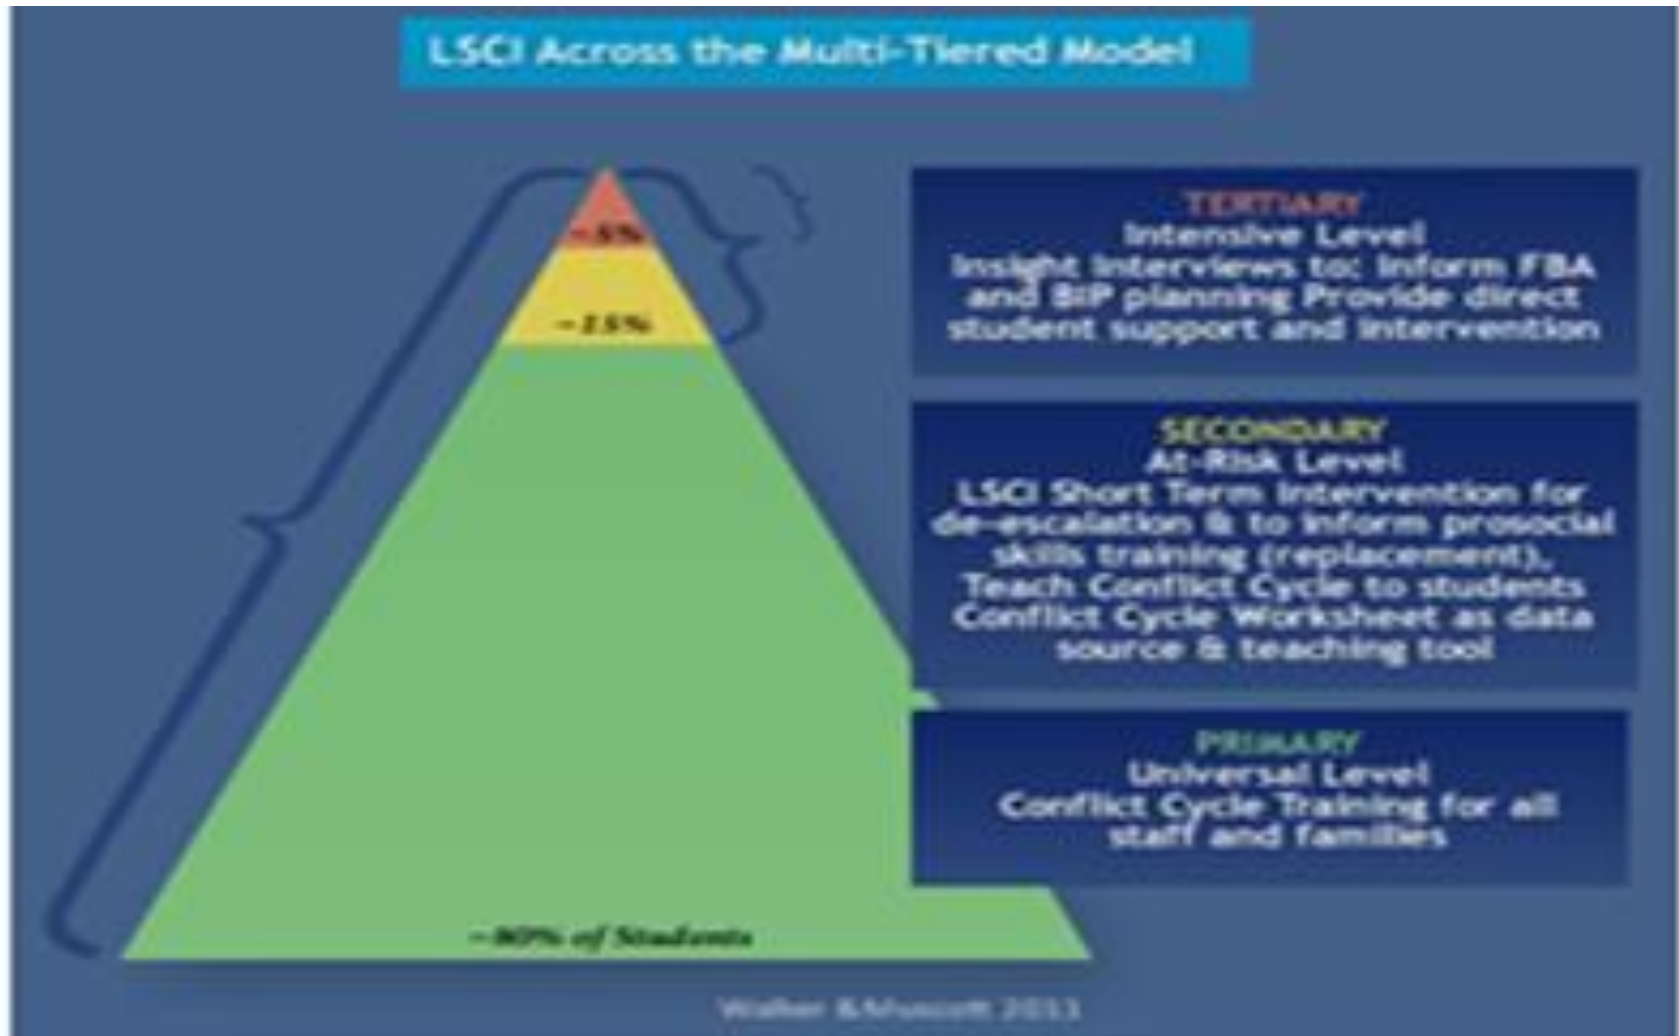 LSCI Across the Multi-Tiered Model
~5%
~15%
~80% of Students
TERTIARY
Intensive Level
Insight Interviews to: Inform FBA
and BIP planning Provide direct
student support and intervention
SECONDARY
At-Risk Level
LSCI Short Term Intervention for
de-escalation & to inform prosocial
skills training (replacement),
Teach Conflict Cycle to students
Conflict Cycle Worksheet as data
source & teaching tool
PRIMARY
Universal Level
Conflict Cycle Training for all
staff and families
Walker & Muscott 2011